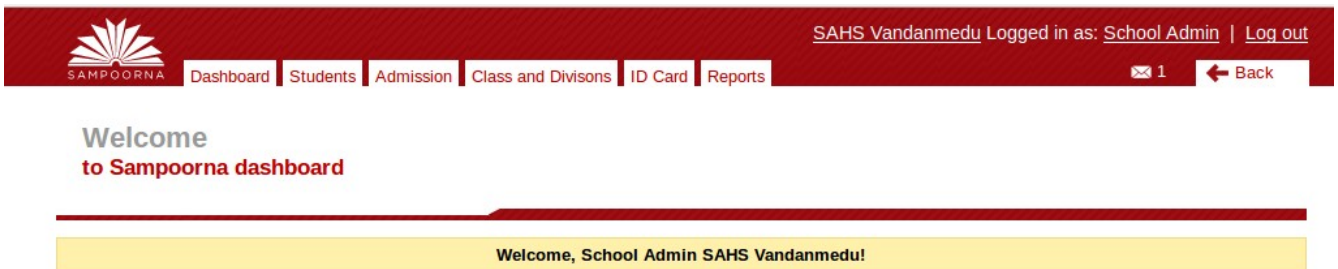 SAHS Vandanmedu Logged in as: School Admin | Log out
SAMPOORNA
Dashboard Students Admission Class and Divisons ID Card Reports
1 Back
Welcome
to Sampoorna dashboard
Welcome, School Admin SAHS Vandanmedu!